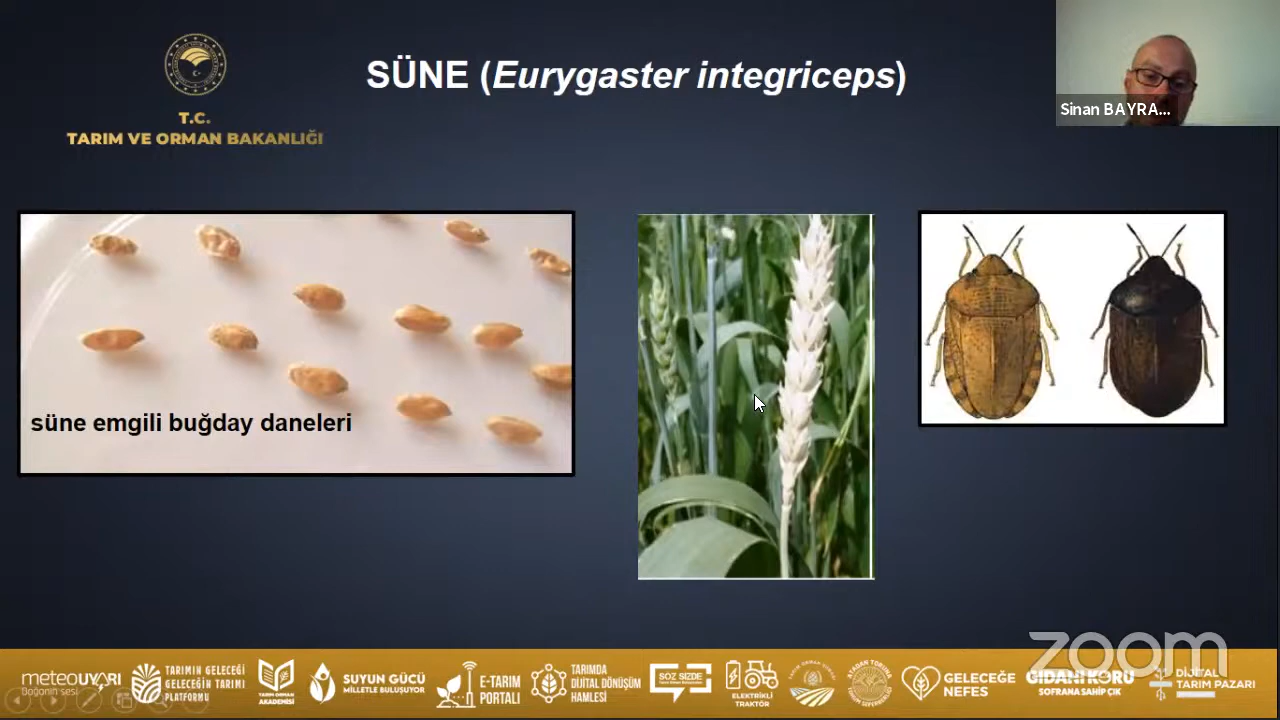 SÜNE (Eurygaster integriceps)
T.C.
TARIM VE ORMAN BAKANLIĞI
Sinan BAYRA...
süne emgili buğday daneleri
zoom
meteouyarı
Doğanın sesi
TARIMIN GELECEĞİ
GELECEĞİN TARIMI
PLATFORMU
TARIM ORMAN
AKADEMİSİ
SUYUN GÜCÜ
MİLLETLE BULUŞUYOR
E-TARIM
PORTALI
TARIMDA
DİJİTAL DÖNÜŞÜM
HAMLESİ
SÖZ SİZDE
ELEKTRİKLİ
TRAKTÖR
GELECEĞE
NEFES
GIDANI KORU
SOFRANA SAHİP ÇIK
DİJİTAL
TARIM PAZARI